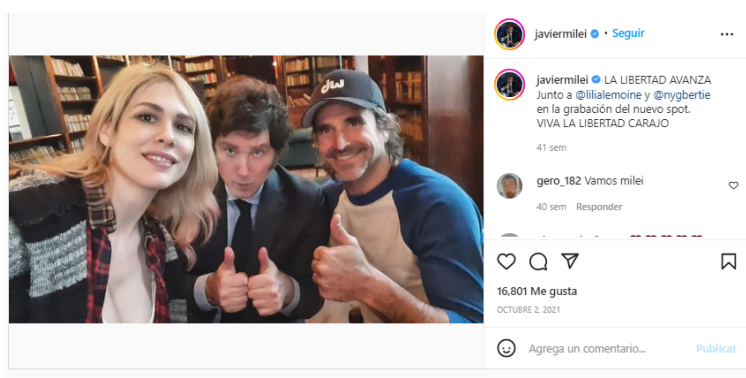 javiermilei • Seguir
javiermilei LA LIBERTAD AVANZA
Junto a @lilialemoine y @nygbertie
en la grabación del nuevo spot.
VIVA LA LIBERTAD CARAJO
41 sem
gero_182 Vamos milei
40 sem Responder
16,801 Me gusta
OCTUBRE 2, 2021
Agrega un comentario... Publicar